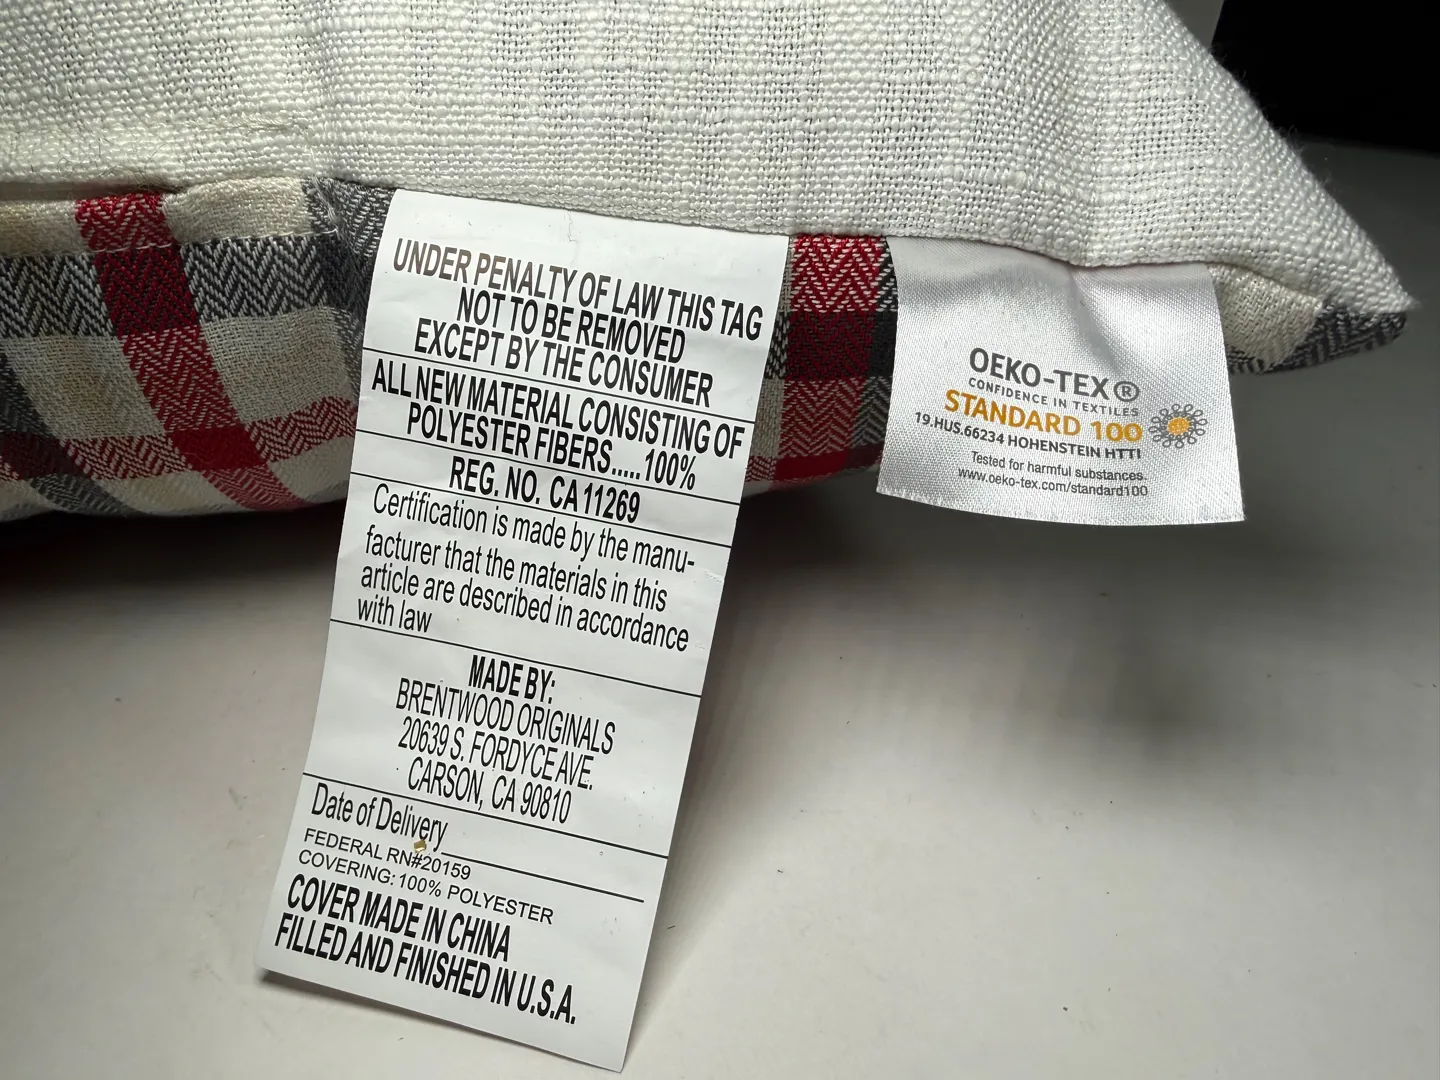 UNDER PENALTY OF LAW THIS TAG
NOT TO BE REMOVED
EXCEPT BY THE CONSUMER
ALL NEW MATERIAL CONSISTING OF
POLYESTER FIBERS.....100%
REG. NO. CA 11269
Certification is made by the manu-
facturer that the materials in this
article are described in accordance
with law
MADE BY:
BRENTWOOD ORIGINALS
20639 S. FORDYCE AVE.
CARSON, CA 90810
Date of Delivery
FEDERAL RN#20159
COVERING: 100% POLYESTER
COVER MADE IN CHINA
FILLED AND FINISHED IN U.S.A.
OEKO-TEX®
CONFIDENCE IN TEXTILES
STANDARD 100
19.HUS.66234 HOHENSTEIN HTTI
Tested for harmful substances.
www.oeko-tex.com/standard100